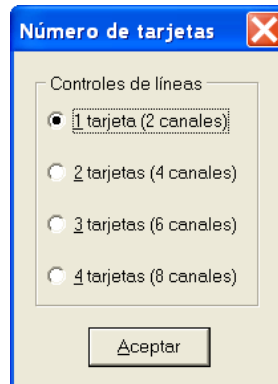 Número de tarjetas
Controles de líneas
1 tarjeta (2 canales)
2 tarjetas (4 canales)
3 tarjetas (6 canales)
4 tarjetas (8 canales)
Aceptar